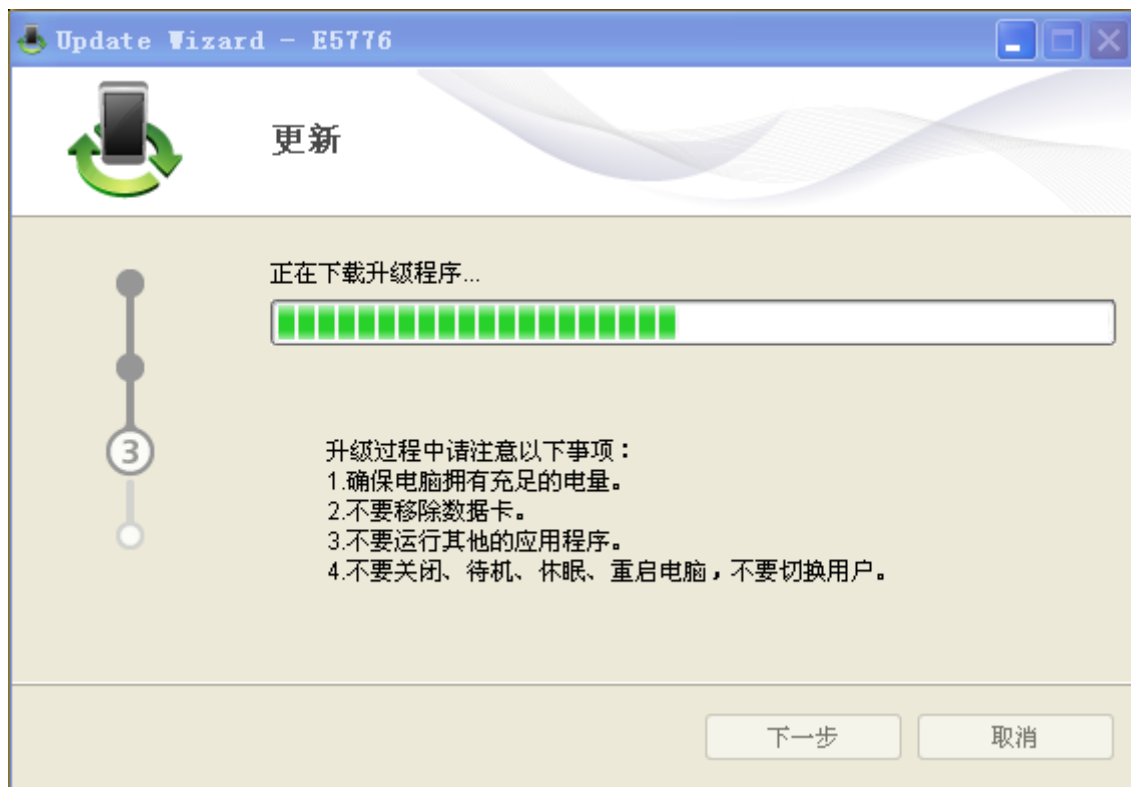 Update Wizard - E5776
更新
正在下载升级程序...
3
升级过程中请注意以下事项：
1.确保电脑拥有充足的电量。
2.不要移除数据卡。
3.不要运行其他的应用程序。
4.不要关闭、待机、休眠、重启电脑，不要切换用户。
下一步
取消